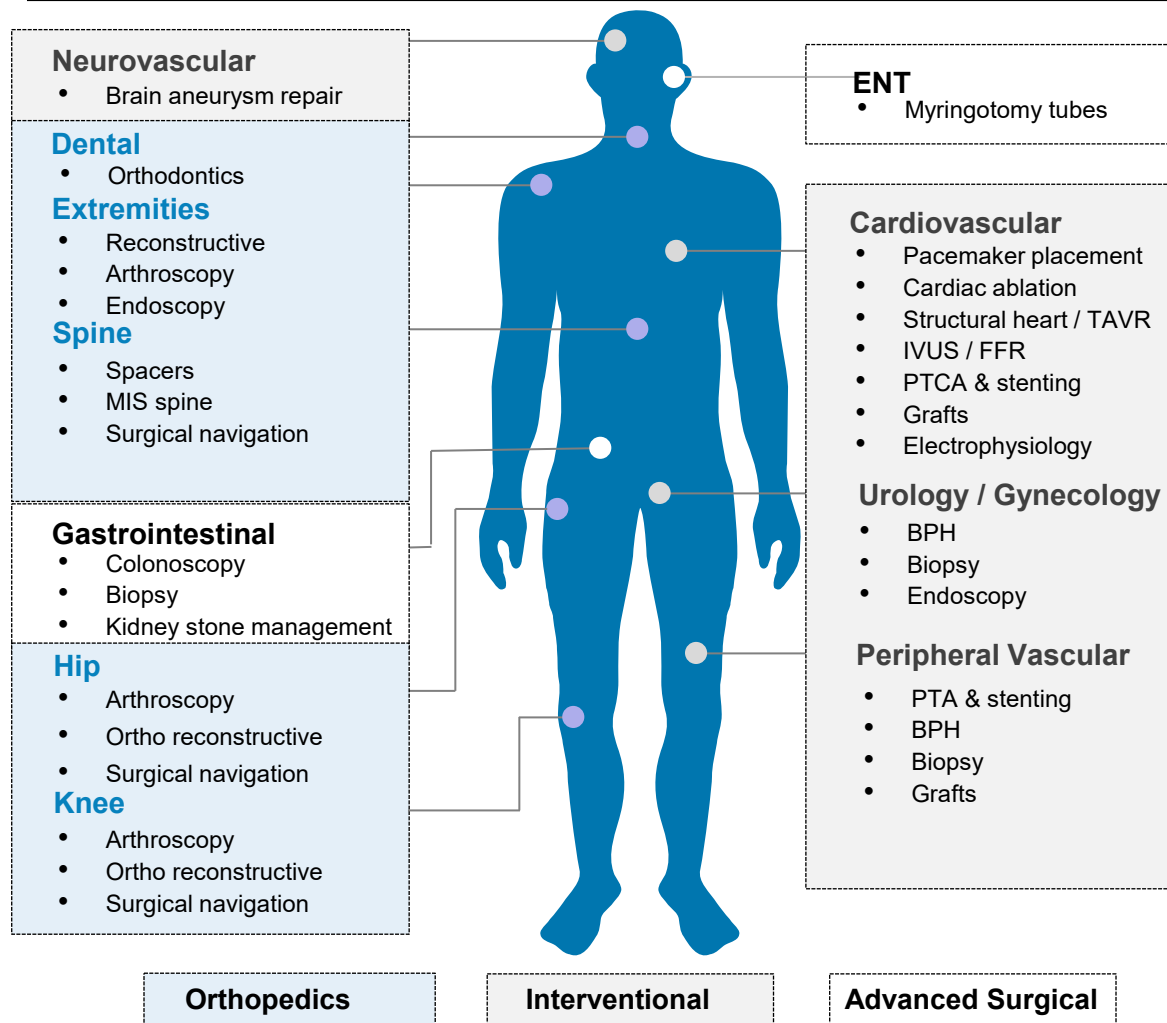 Neurovascular
• Brain aneurysm repair
Dental
• Orthodontics
Extremities
• Reconstructive
• Arthroscopy
• Endoscopy
Spine
• Spacers
• MIS spine
• Surgical navigation
Gastrointestinal
• Colonoscopy
• Biopsy
• Kidney stone management
Hip
• Arthroscopy
• Ortho reconstructive
• Surgical navigation
Knee
• Arthroscopy
• Ortho reconstructive
• Surgical navigation
ENT
• Myringotomy tubes
Cardiovascular
• Pacemaker placement
• Cardiac ablation
• Structural heart / TAVR
• IVUS / FFR
• PTCA & stenting
• Grafts
• Electrophysiology
Urology / Gynecology
• BPH
• Biopsy
• Endoscopy
Peripheral Vascular
• PTA & stenting
• BPH
• Biopsy
• Grafts
Orthopedics
Interventional
Advanced Surgical